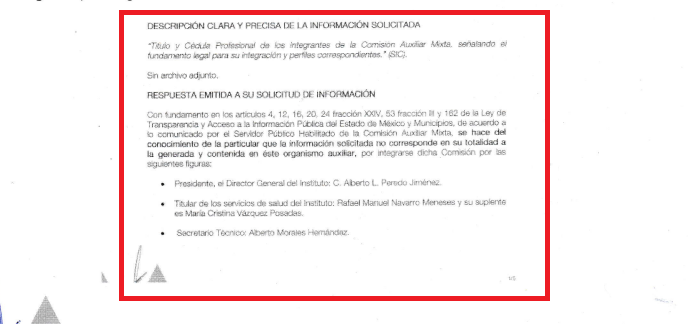 DESCRIPCIÓN CLARA Y PRECISA DE LA INFORMACIÓN SOLICITADA
"Título y Cédula Profesional de los integrantes de la Comisión Auxiliar Mixta, señalando el
fundamento legal para su integración y perfiles correspondientes." (SIC).
Sin archivo adjunto.
RESPUESTA EMITIDA A SU SOLICITUD DE INFORMACIÓN
Con fundamento en los artículos 4, 12, 16, 20, 24 fracción XXIV, 53 fracción III y 162 de la Ley de
Transparencia y Acceso a la Información Pública del Estado de México y Municipios, de acuerdo a
lo comunicado por el Servidor Público Habilitado de la Comisión Auxiliar Mixta, se hace del
conocimiento de la particular que la información solicitada no corresponde en su totalidad a
la generada y contenida en éste organismo auxiliar, por integrarse dicha Comisión por las
siguientes figuras:
• Presidente, el Director General del Instituto: C. Alberto L. Peredo Jiménez.
• Titular de los servicios de salud del Instituto: Rafael Manuel Navarro Meneses y su suplente
es María Cristina Vázquez Posadas.
• Secretario Técnico: Alberto Morales Hernández.